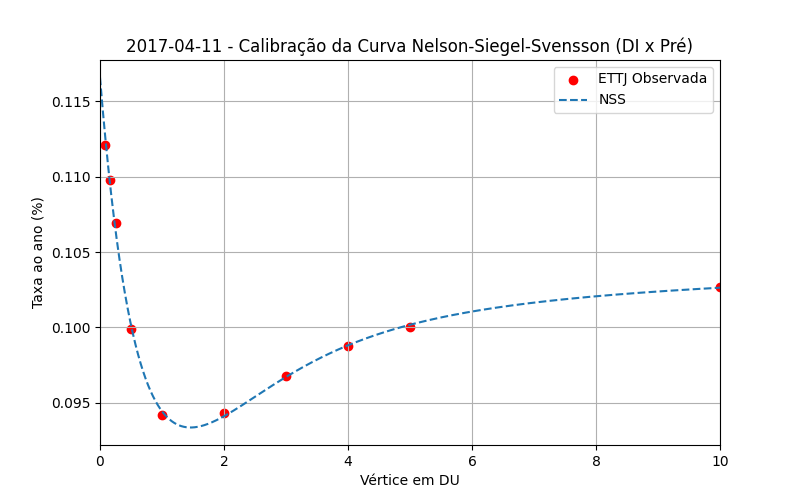 2017-04-11 - Calibração da Curva Nelson-Siegel-Svensson (DI x Pré)
ETTJ Observada
NSS
0.115
0.110
0.105
0.100
0.095
Taxa ao ano (%)
0
2
4
6
8
10
Vértice em DU